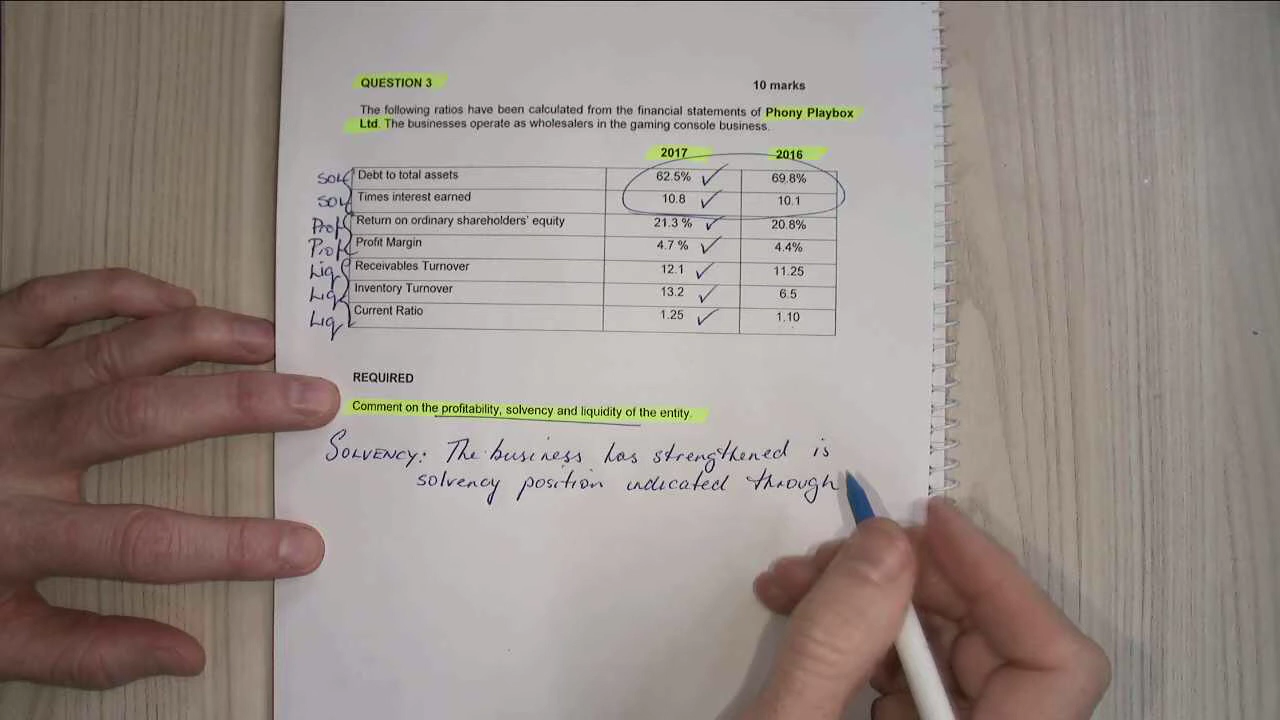 QUESTION 3 10 marks
The following ratios have been calculated from the financial statements of Phony Playbox
Ltd. The businesses operate as wholesalers in the gaming console business.
2017 2016
Solv Debt to total assets 62.5% ✓ 69.8%
Solv Times interest earned 10.8 ✓ 10.1
Prof Return on ordinary shareholders' equity 21.3 % ✓ 20.8%
Prof Profit Margin 4.7 % ✓ 4.4%
Liq Receivables Turnover 12.1 ✓ 11.25
Liq Inventory Turnover 13.2 ✓ 6.5
Liq Current Ratio 1.25 ✓ 1.10
REQUIRED
Comment on the profitability, solvency and liquidity of the entity.
SOLVENCY: The business has strengthened is
solvency position indicated through